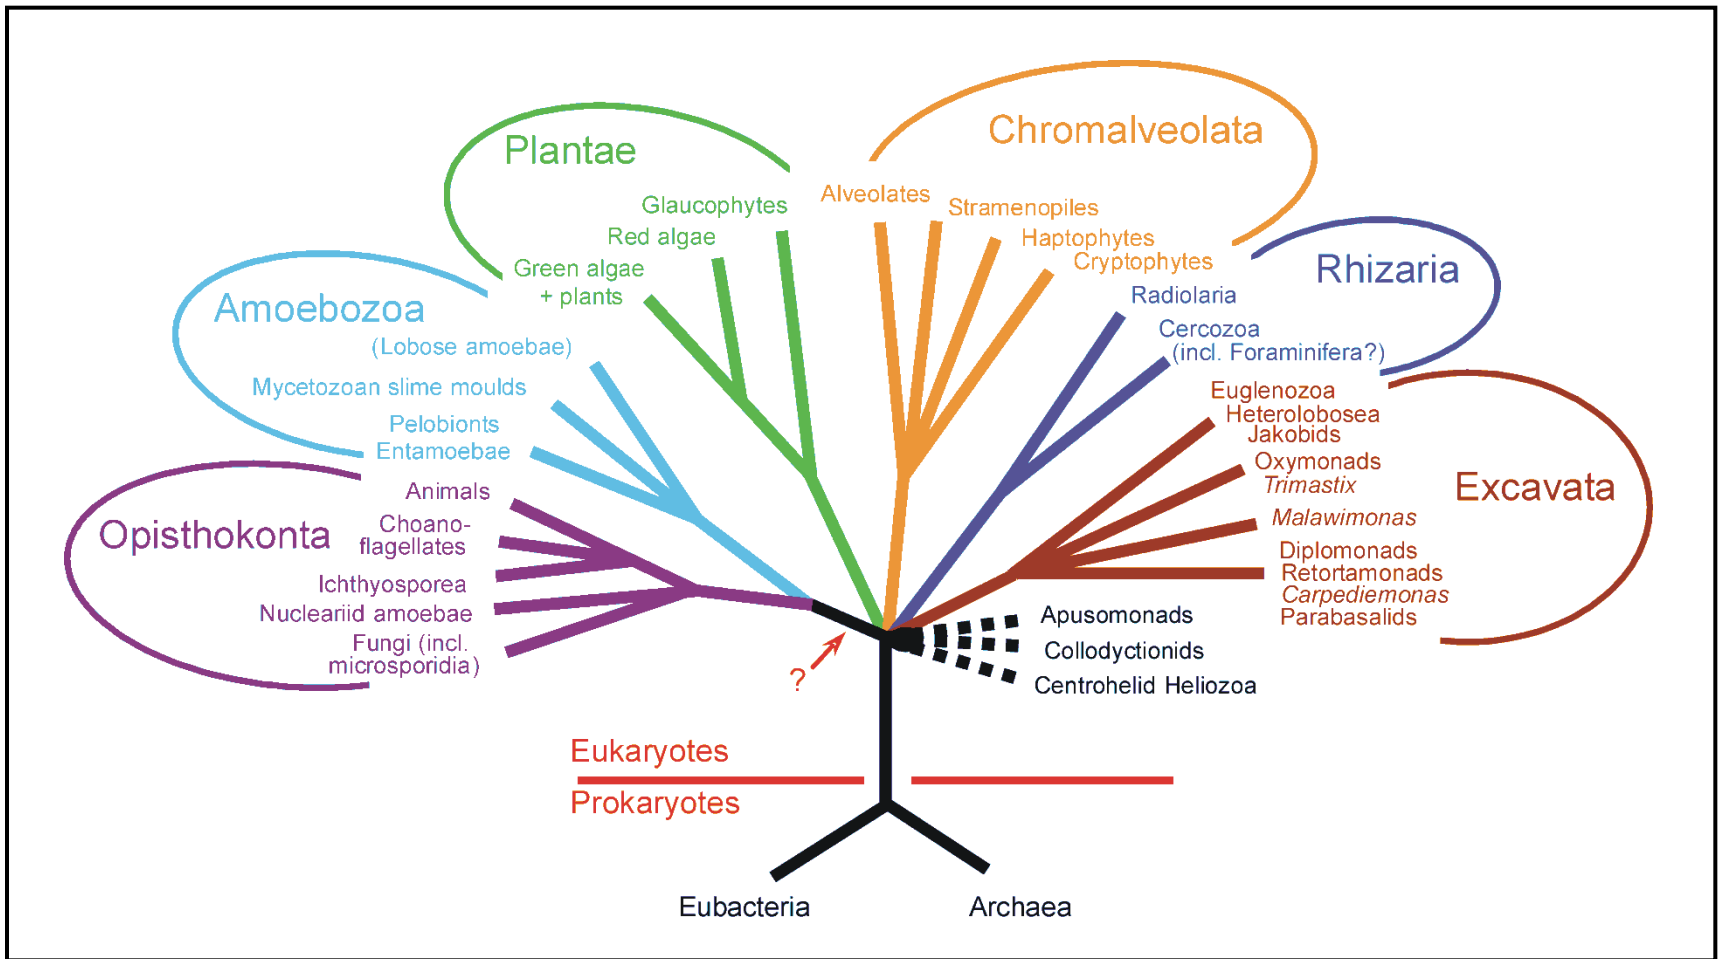 Plantae
Glaucophytes
Red algae
Green algae
+ plants
Chromalveolata
Alveolates
Stramenopiles
Haptophytes
Cryptophytes
Amoebozoa
(Lobose amoebae)
Mycetozoan slime moulds
Pelobionts
Entamoebae
Rhizaria
Radiolaria
Cercozoa
(incl. Foraminifera?)
Opisthokonta
Animals
Choano-
flagellates
Ichthyosporea
Nucleariid amoebae
Fungi (incl.
microsporidia)
Excavata
Euglenozoa
Heterolobosea
Jakobids
Oxymonads
Trimastix
Malawimonas
Diplomonads
Retortamonads
Carpediemonas
Parabasalids
Apusomonads
Collodyctionids
Centrohelid Heliozoa
?
Eukaryotes
Prokaryotes
Eubacteria
Archaea